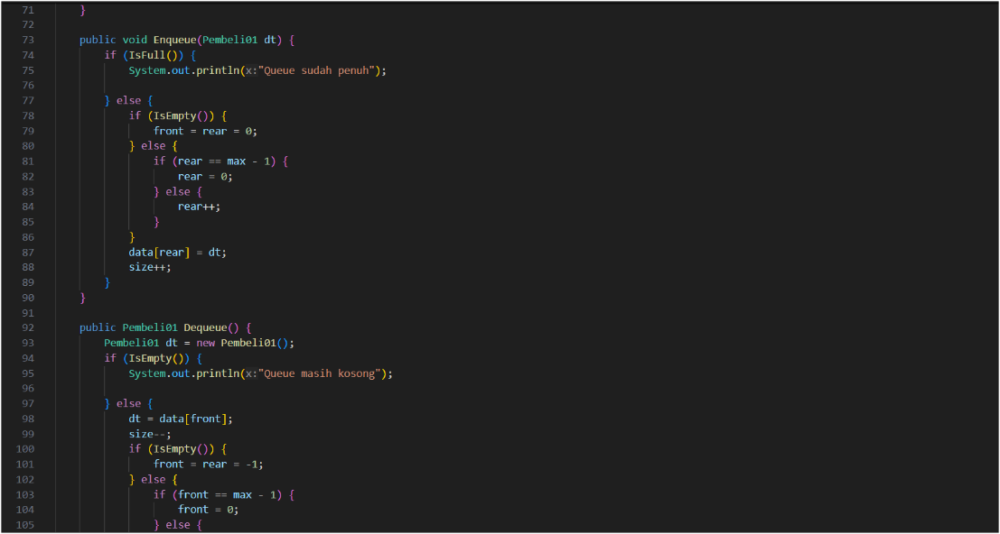 71 }
72
73 public void Enqueue(Pembeli01 dt) {
74 if (IsFull()) {
75 System.out.println(x:"Queue sudah penuh");
76
77 } else {
78 if (IsEmpty()) {
79 front = rear = 0;
80 } else {
81 if (rear == max - 1) {
82 rear = 0;
83 } else {
84 rear++;
85 }
86 }
87 data[rear] = dt;
88 size++;
89 }
90 }
91
92 public Pembeli01 Dequeue() {
93 Pembeli01 dt = new Pembeli01();
94 if (IsEmpty()) {
95 System.out.println(x:"Queue masih kosong");
96
97 } else {
98 dt = data[front];
99 size--;
100 if (IsEmpty()) {
101 front = rear = -1;
102 } else {
103 if (front == max - 1) {
104 front = 0;
105 } else {